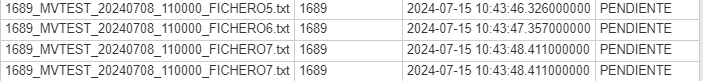 1689_MVTEST_20240708_110000_FICHERO5.txt 1689 2024-07-15 10:43:46.326000000 PENDIENTE
1689_MVTEST_20240708_110000_FICHERO6.txt 1689 2024-07-15 10:43:47.357000000 PENDIENTE
1689_MVTEST_20240708_110000_FICHERO7.txt 1689 2024-07-15 10:43:48.411000000 PENDIENTE
1689_MVTEST_20240708_110000_FICHERO7.txt 1689 2024-07-15 10:43:48.411000000 PENDIENTE